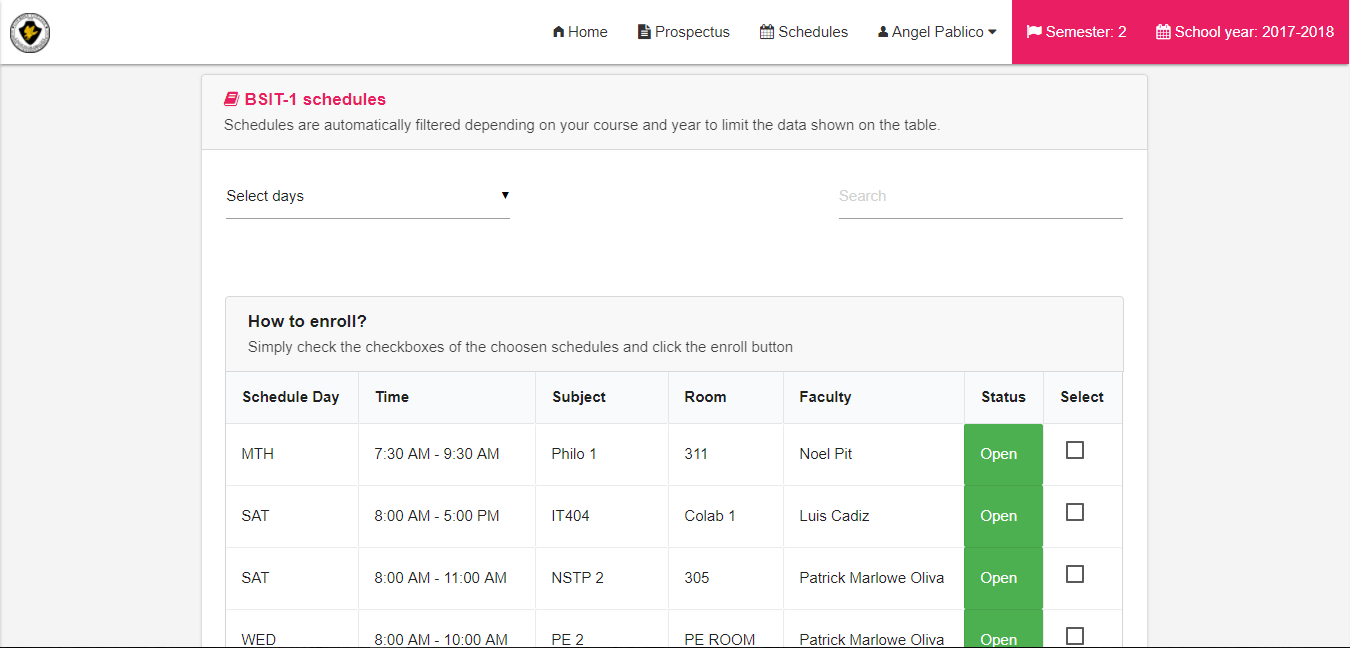 Home Prospectus Schedules Angel Pablico Semester: 2 School year: 2017-2018
BSIT-1 schedules
Schedules are automatically filtered depending on your course and year to limit the data shown on the table.
Select days Search
How to enroll?
Simply check the checkboxes of the choosen schedules and click the enroll button
Schedule Day Time Subject Room Faculty Status Select
MTH 7:30 AM - 9:30 AM Philo 1 311 Noel Pit Open
SAT 8:00 AM - 5:00 PM IT404 Colab 1 Luis Cadiz Open
SAT 8:00 AM - 11:00 AM NSTP 2 305 Patrick Marlowe Oliva Open
WED 8:00 AM - 10:00 AM PE 2 PE ROOM Patrick Marlowe Oliva Open